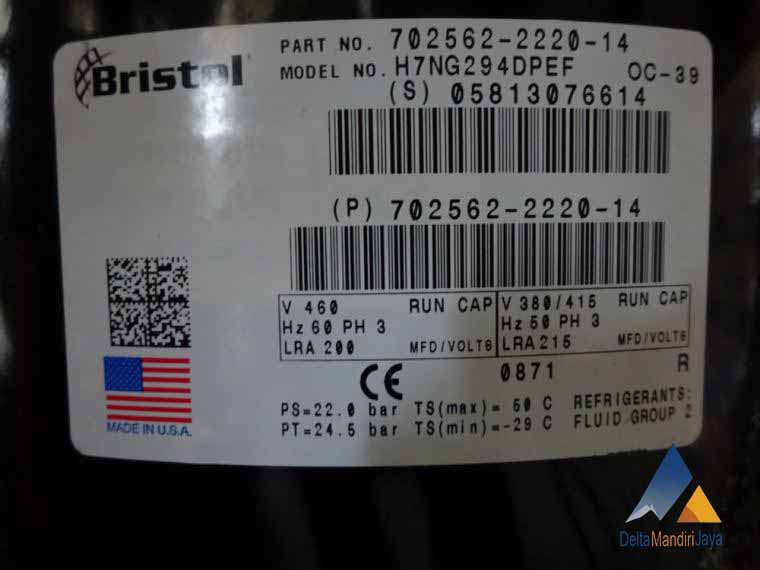 Bristol
PART NO. 702562-2220-14
MODEL NO. H7NG294DPEF OC-39
(S) 05813076614
(P) 702562-2220-14
V 460 RUN CAP
Hz 60 PH 3
LRA 200 MFD/VOLTS
V 380/415 RUN CAP
Hz 50 PH 3
LRA 215 MFD/VOLTS
CE 0871 R
PS=22.0 bar TS(max)= 50 C REFRIGERANTS:
PT=24.5 bar TS(min)=-29 C FLUID GROUP 2
MADE IN U.S.A.
DeltaMandiriJaya